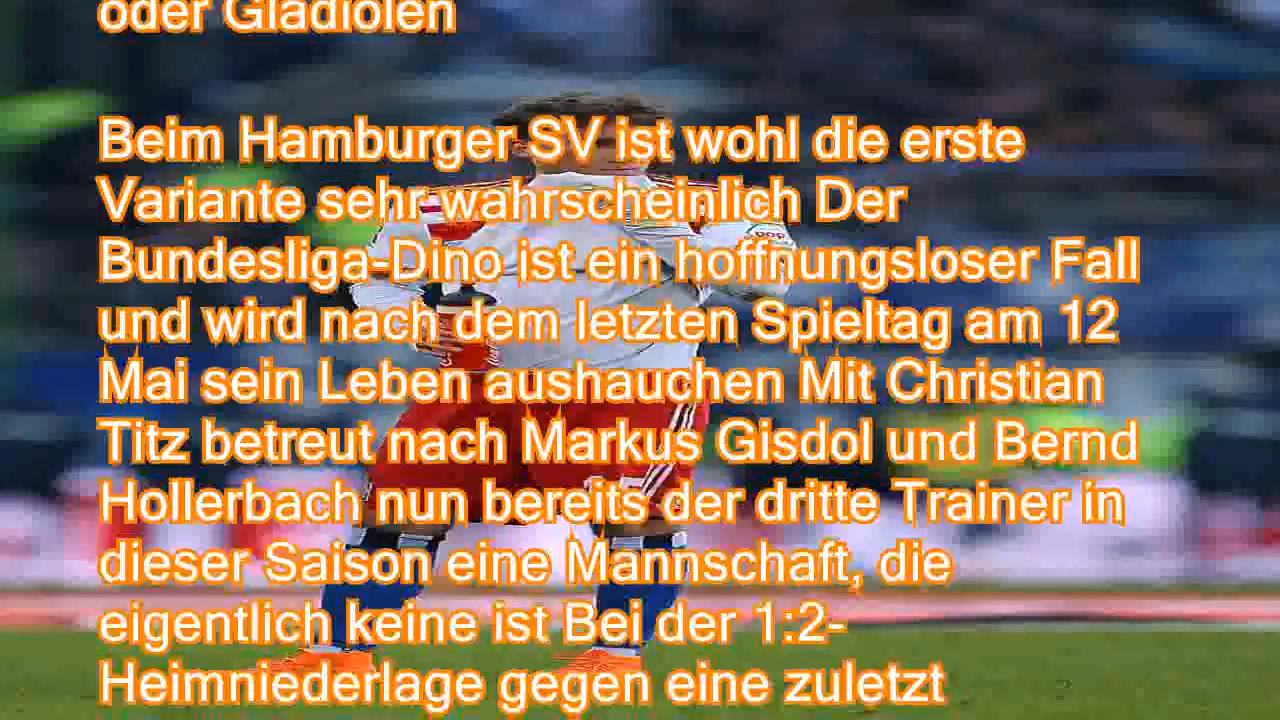 oder Gladiolen
Beim Hamburger SV ist wohl die erste
Variante sehr wahrscheinlich Der
Bundesliga-Dino ist ein hoffnungsloser Fall
und wird nach dem letzten Spieltag am 12
Mai sein Leben aushauchen Mit Christian
Titz betreut nach Markus Gisdol und Bernd
Hollerbach nun bereits der dritte Trainer in
dieser Saison eine Mannschaft, die
eigentlich keine ist Bei der 1:2-
Heimniederlage gegen eine zuletzt